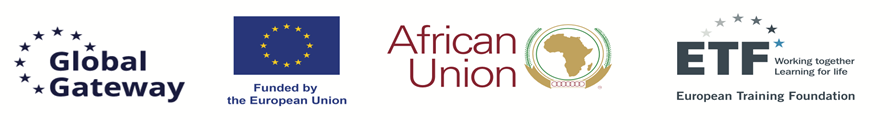 Global
Gateway
Funded by
the European Union
African
Union
ETF
Working together
Learning for life
European Training Foundation